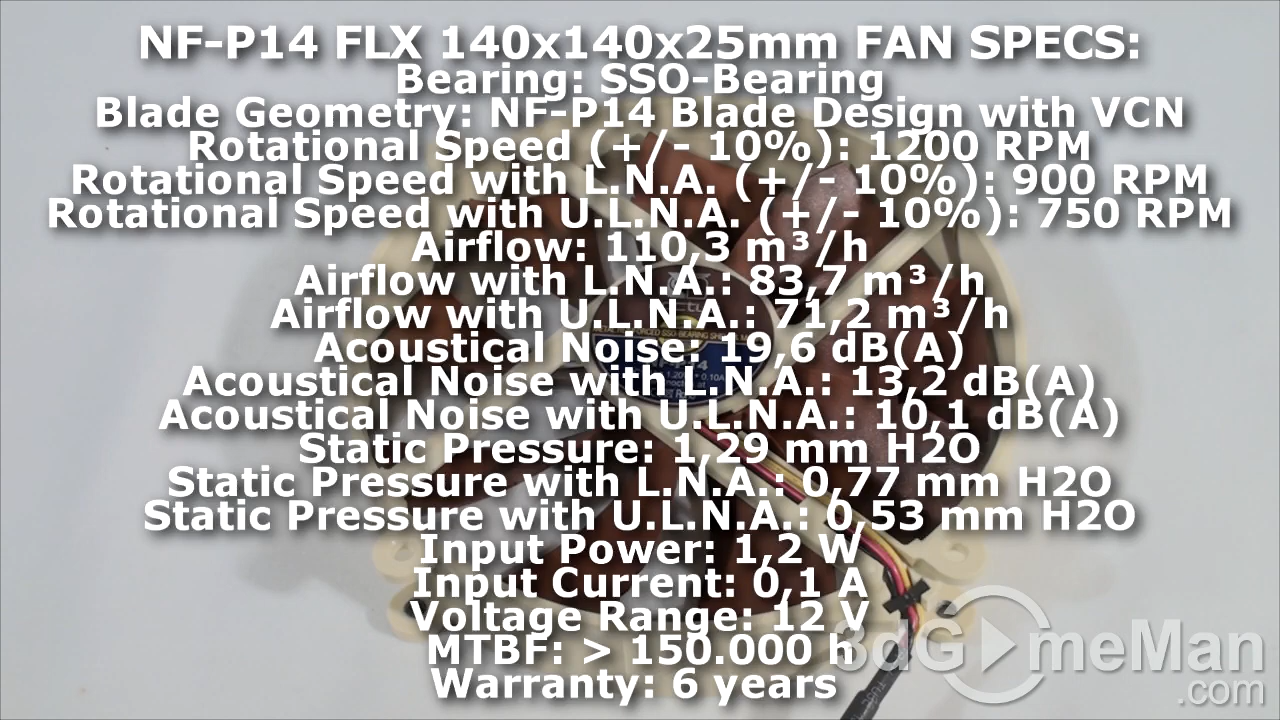 NF-P14 FLX 140x140x25mm FAN SPECS:
Bearing: SSO-Bearing
Blade Geometry: NF-P14 Blade Design with VCN
Rotational Speed (+/- 10%): 1200 RPM
Rotational Speed with L.N.A. (+/- 10%): 900 RPM
Rotational Speed with U.L.N.A. (+/- 10%): 750 RPM
Airflow: 110,3 m³/h
Airflow with L.N.A.: 83,7 m³/h
Airflow with U.L.N.A.: 71,2 m³/h
Acoustical Noise: 19,6 dB(A)
Acoustical Noise with L.N.A.: 13,2 dB(A)
Acoustical Noise with U.L.N.A.: 10,1 dB(A)
Static Pressure: 1,29 mm H2O
Static Pressure with L.N.A.: 0,77 mm H2O
Static Pressure with U.L.N.A.: 0,53 mm H2O
Input Power: 1,2 W
Input Current: 0,1 A
Voltage Range: 12 V
MTBF: > 150.000 h
Warranty: 6 years
3dGameMan
.com